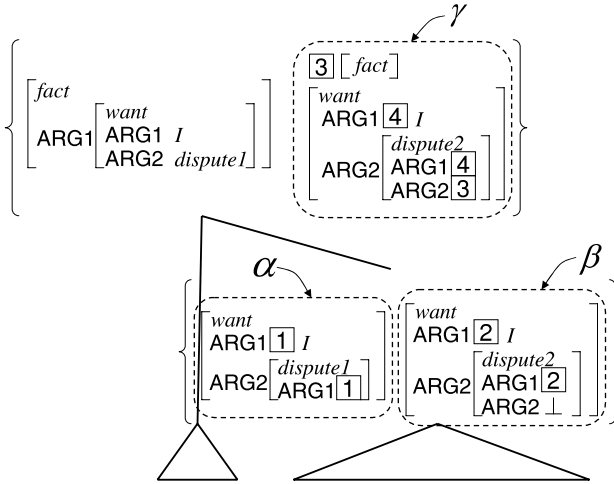 γ
fact
ARG1
want
ARG1 I
ARG2 dispute1
3 fact
want
ARG1 4 I
ARG2
dispute2
ARG1 4
ARG2 3
α
want
ARG1 1 I
ARG2
dispute1
ARG1 1
β
want
ARG1 2 I
ARG2
dispute2
ARG1 2
ARG2 ⊥